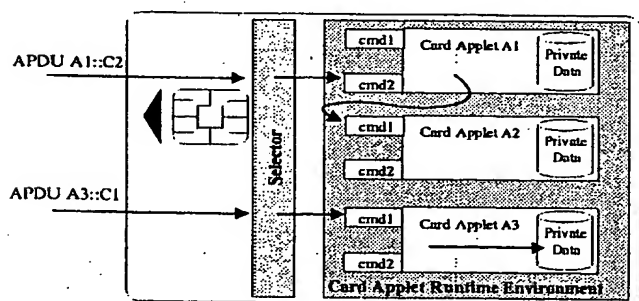 APDU A1::C2
APDU A3::C1
Selector
cmd1
Card Applet A1
Private
Data
cmd2
cmd1
Card Applet A2
Private
Data
cmd2
cmd1
Card Applet A3
Private
Data
cmd2
Card Applet Runtime Environment